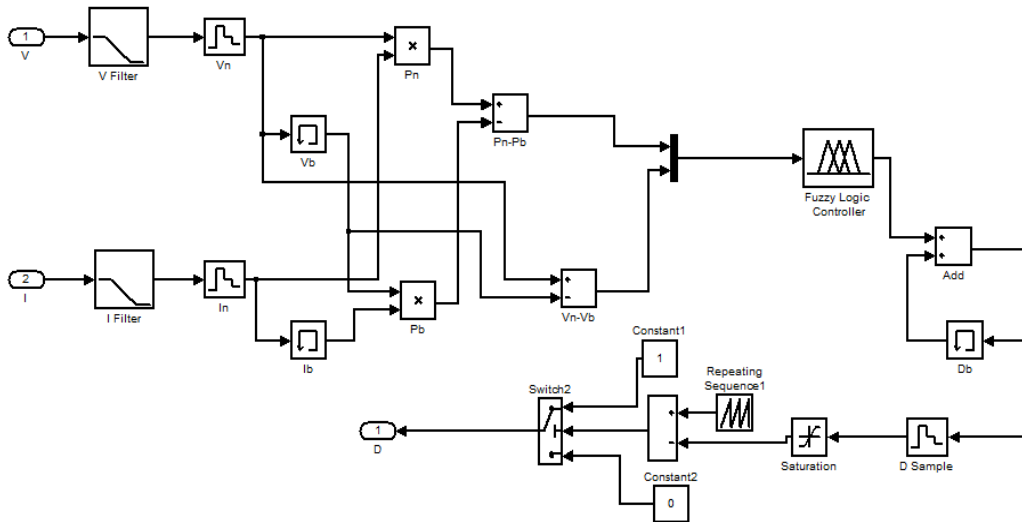 1
V
V Filter
Vn
×
Pn
+
-
Pn-Pb
Vb
Fuzzy Logic
Controller
2
I
I Filter
In
×
Pb
Ib
+
-
Vn-Vb
+
+
Add
Db
Constant1
1
Repeating
Sequence1
Switch2
1
D
+
-
Saturation
D Sample
Constant2
0